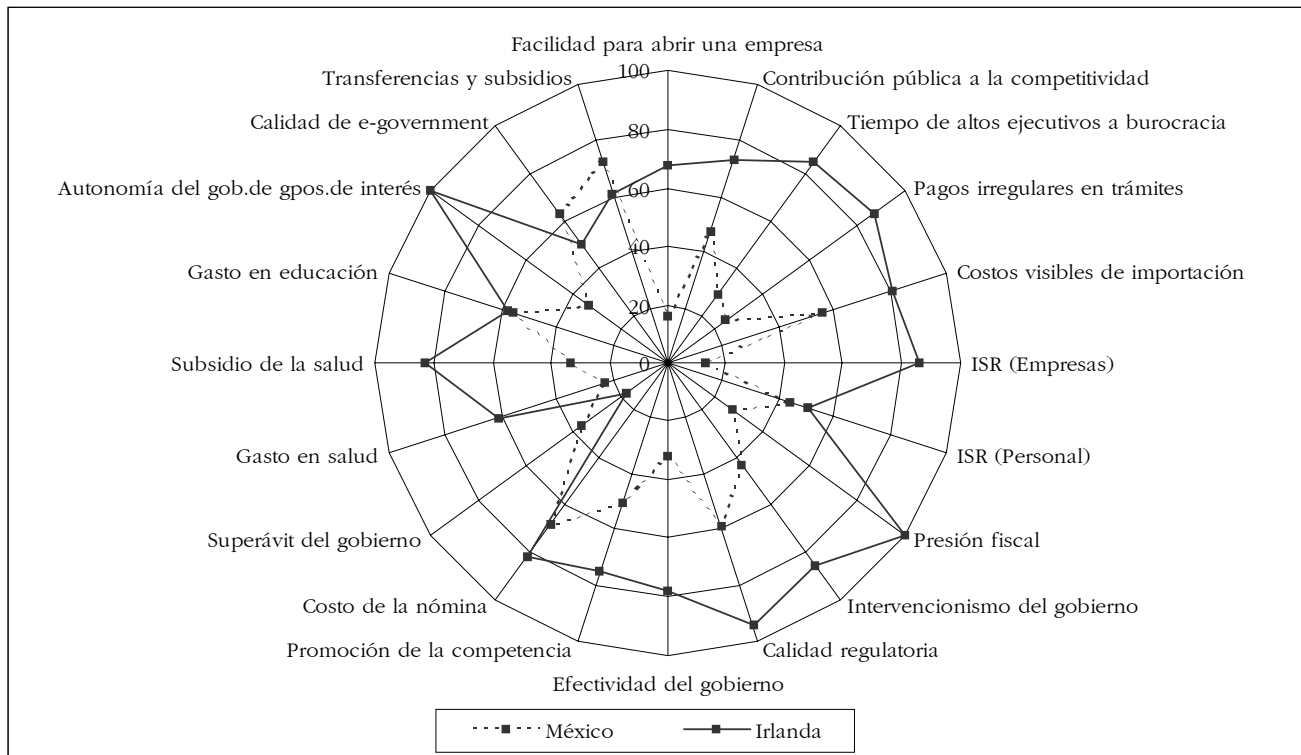 Facilidad para abrir una empresa
100
Transferencias y subsidios
Contribución pública a la competitividad
Calidad de e-government
Tiempo de altos ejecutivos a burocracia
80
Autonomía del gob.de gpos.de interés
Pagos irregulares en trámites
60
40
Gasto en educación
Costos visibles de importación
20
Subsidio de la salud
0
ISR (Empresas)
Gasto en salud
ISR (Personal)
Superávit del gobierno
Presión fiscal
Costo de la nómina
Intervencionismo del gobierno
Promoción de la competencia
Calidad regulatoria
Efectividad del gobierno
México
Irlanda